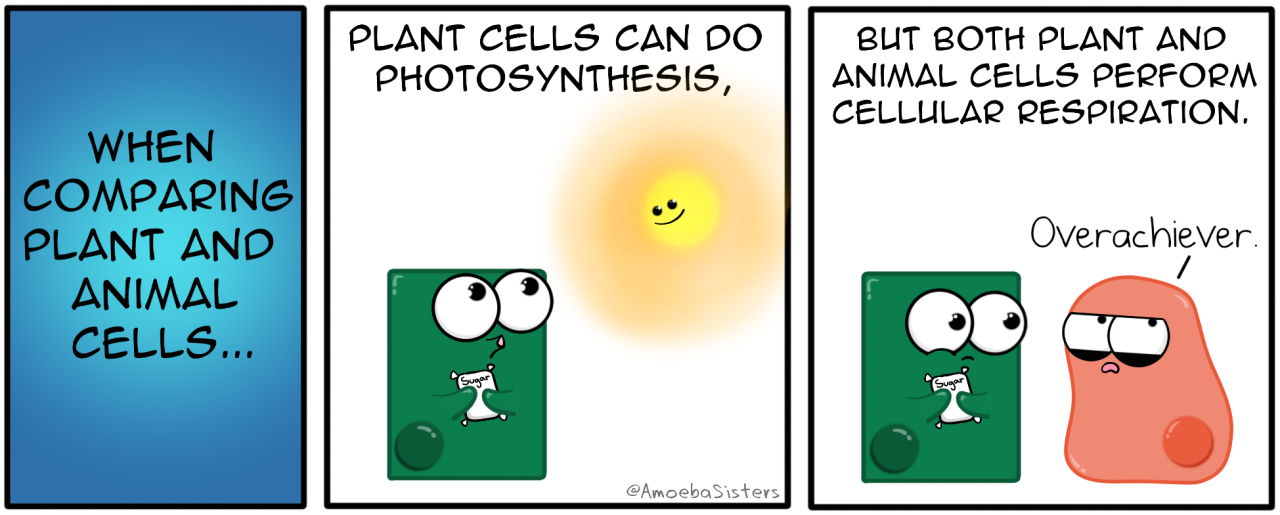 WHEN
COMPARING
PLANT AND
ANIMAL
CELLS...
PLANT CELLS CAN DO
PHOTOSYNTHESIS,
Sugar
@AmoebaSisters
BUT BOTH PLANT AND
ANIMAL CELLS PERFORM
CELLULAR RESPIRATION.
Overachiever.
Sugar